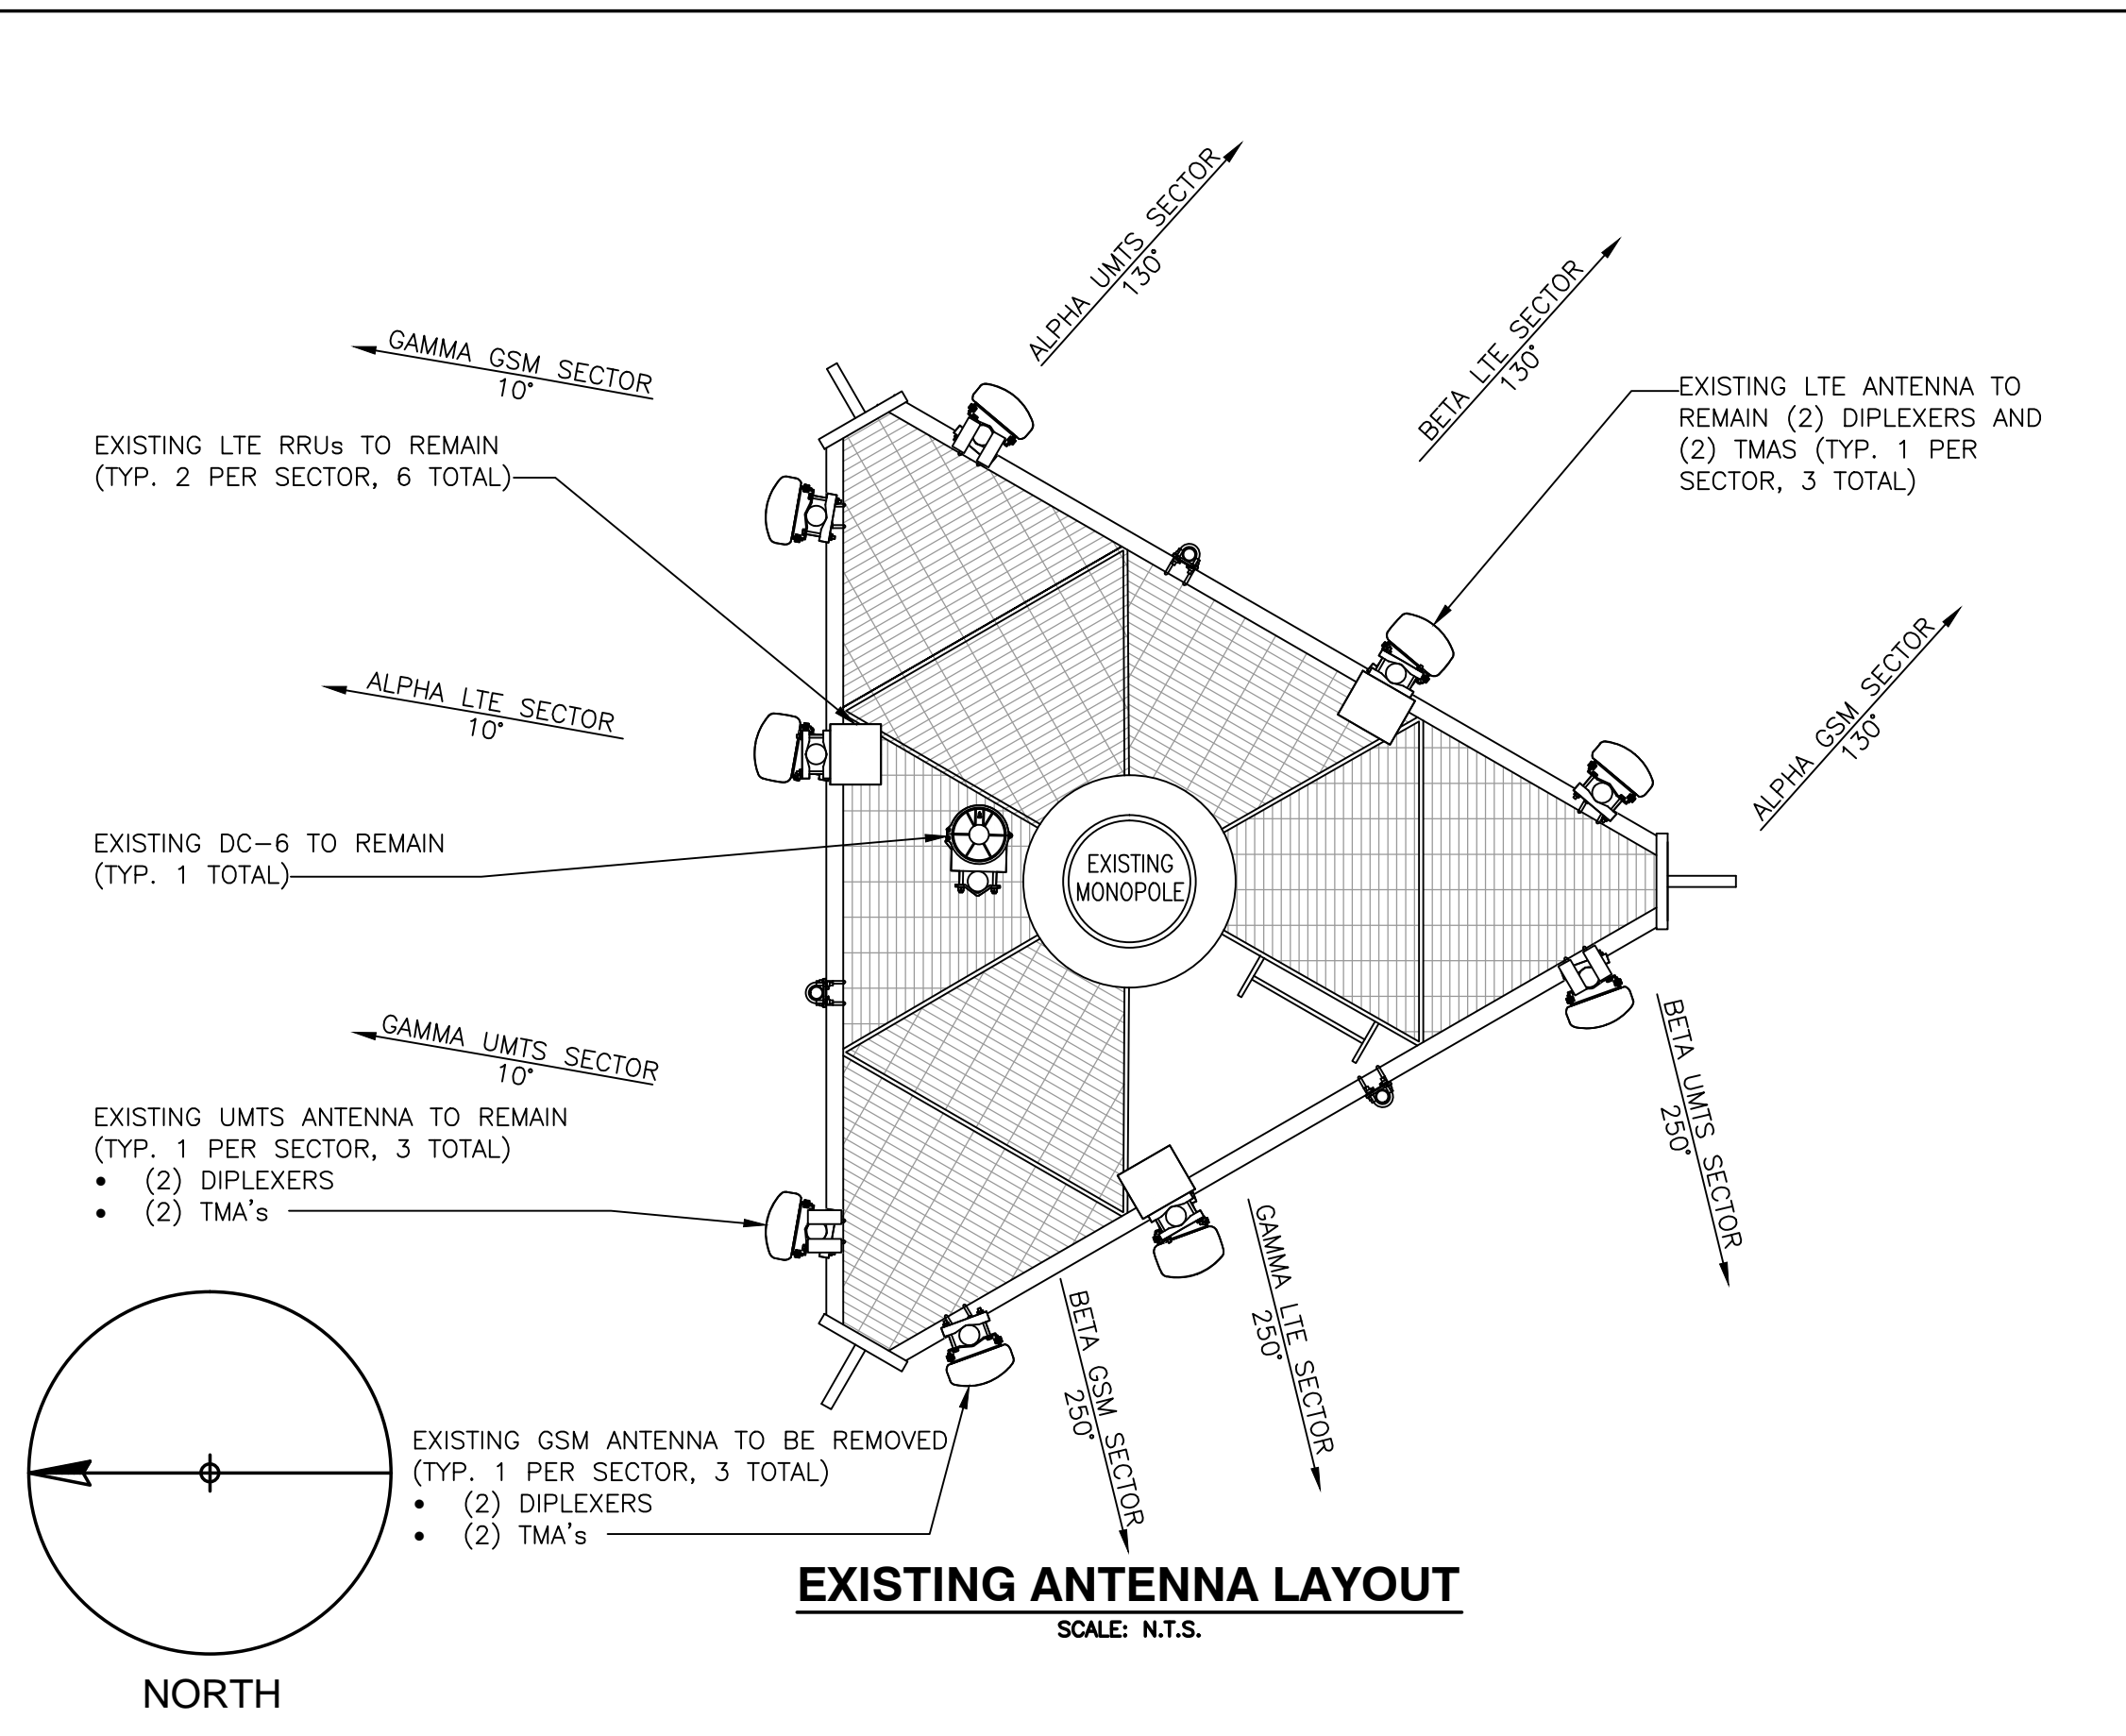 ALPHA UMTS SECTOR
130°
BETA LTE SECTOR
130°
GAMMA GSM SECTOR
10°
EXISTING LTE ANTENNA TO
REMAIN (2) DIPLEXERS AND
(2) TMAS (TYP. 1 PER
SECTOR, 3 TOTAL)
EXISTING LTE RRUs TO REMAIN
(TYP. 2 PER SECTOR, 6 TOTAL)
ALPHA GSM SECTOR
130°
ALPHA LTE SECTOR
10°
EXISTING DC-6 TO REMAIN
(TYP. 1 TOTAL)
EXISTING
MONOPOLE
GAMMA UMTS SECTOR
10°
BETA UMTS SECTOR
250°
EXISTING UMTS ANTENNA TO REMAIN
(TYP. 1 PER SECTOR, 3 TOTAL)
• (2) DIPLEXERS
• (2) TMA's
GAMMA LTE SECTOR
250°
BETA GSM SECTOR
250°
EXISTING GSM ANTENNA TO BE REMOVED
(TYP. 1 PER SECTOR, 3 TOTAL)
• (2) DIPLEXERS
• (2) TMA's
EXISTING ANTENNA LAYOUT
SCALE: N.T.S.
NORTH